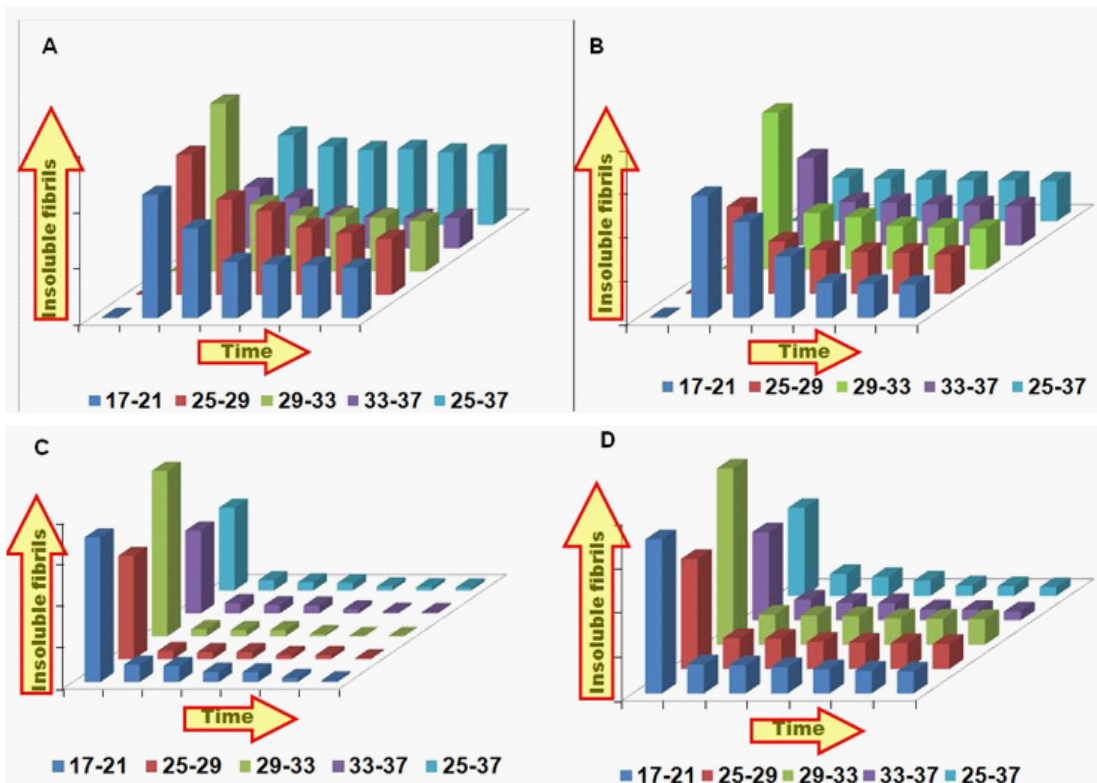 A
Insoluble fibrils
Time
17-21 25-29 29-33 33-37 25-37
B
Insoluble fibrils
Time
17-21 25-29 29-33 33-37 25-37
C
Insoluble fibrils
Time
17-21 25-29 29-33 33-37 25-37
D
Insoluble fibrils
Time
17-21 25-29 29-33 33-37 25-37